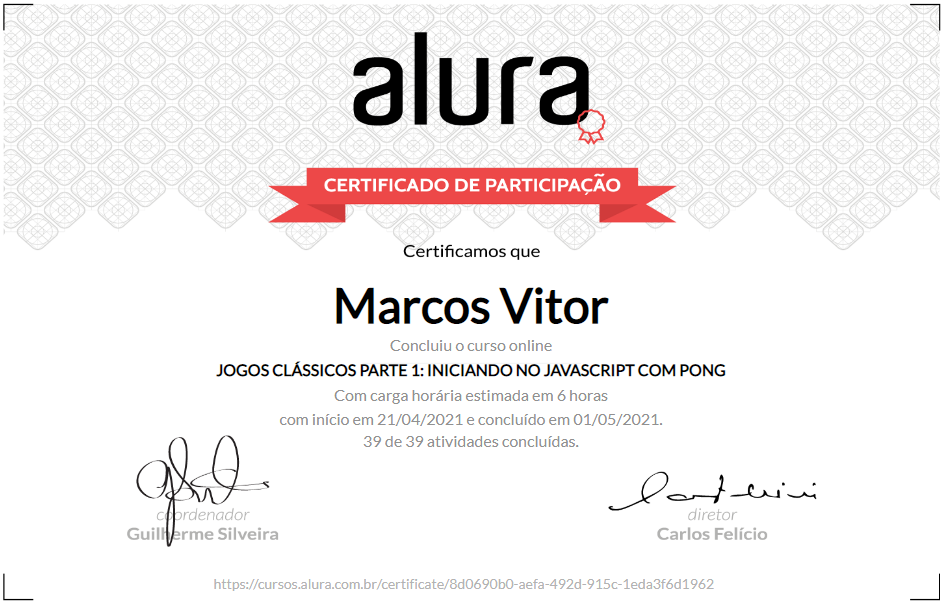 alura
CERTIFICADO DE PARTICIPAÇÃO
Certificamos que
Marcos Vitor
Concluiu o curso online
JOGOS CLÁSSICOS PARTE 1: INICIANDO NO JAVASCRIPT COM PONG
Com carga horária estimada em 6 horas
com início em 21/04/2021 e concluído em 01/05/2021.
39 de 39 atividades concluídas.
coordenador
Guilherme Silveira
diretor
Carlos Felício
https://cursos.alura.com.br/certificate/8d0690b0-aefa-492d-915c-1eda3f6d1962